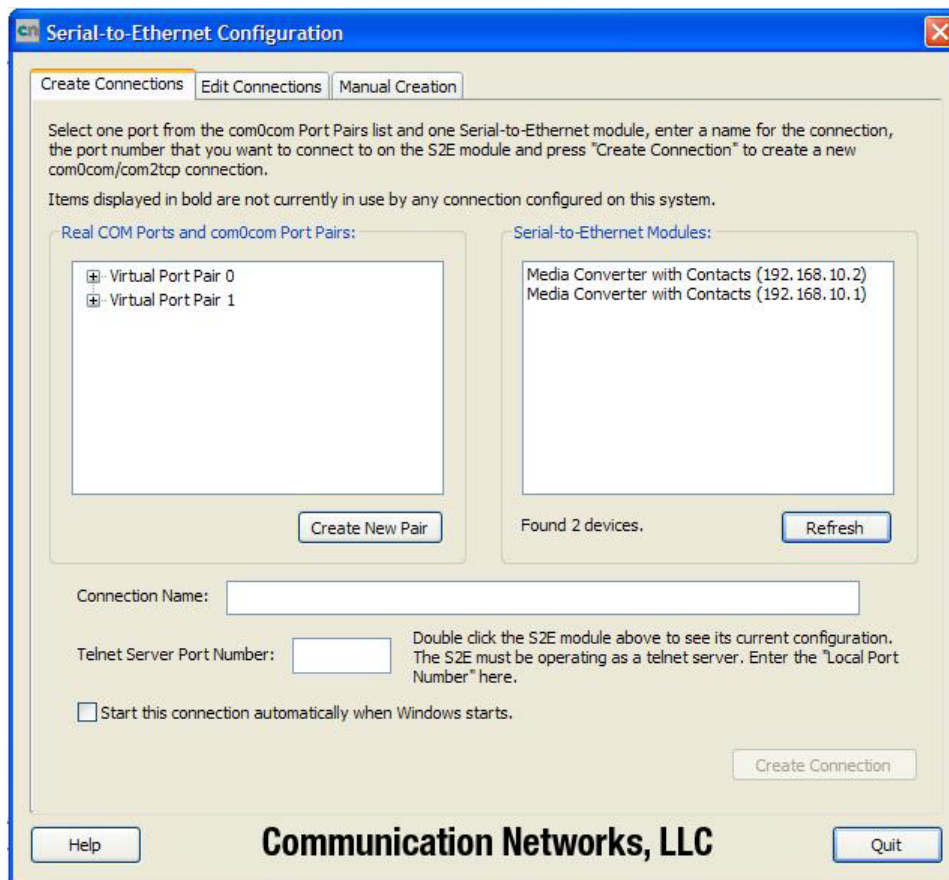 cn Serial-to-Ethernet Configuration
Create Connections Edit Connections Manual Creation
Select one port from the com0com Port Pairs list and one Serial-to-Ethernet module, enter a name for the connection,
the port number that you want to connect to on the S2E module and press "Create Connection" to create a new
com0com/com2tcp connection.
Items displayed in bold are not currently in use by any connection configured on this system.
Real COM Ports and com0com Port Pairs:
Virtual Port Pair 0
Virtual Port Pair 1
Create New Pair
Serial-to-Ethernet Modules:
Media Converter with Contacts (192.168.10.2)
Media Converter with Contacts (192.168.10.1)
Found 2 devices.
Refresh
Connection Name:
Telnet Server Port Number:
Double click the S2E module above to see its current configuration.
The S2E must be operating as a telnet server. Enter the "Local Port
Number" here.
Start this connection automatically when Windows starts.
Create Connection
Help
Communication Networks, LLC
Quit